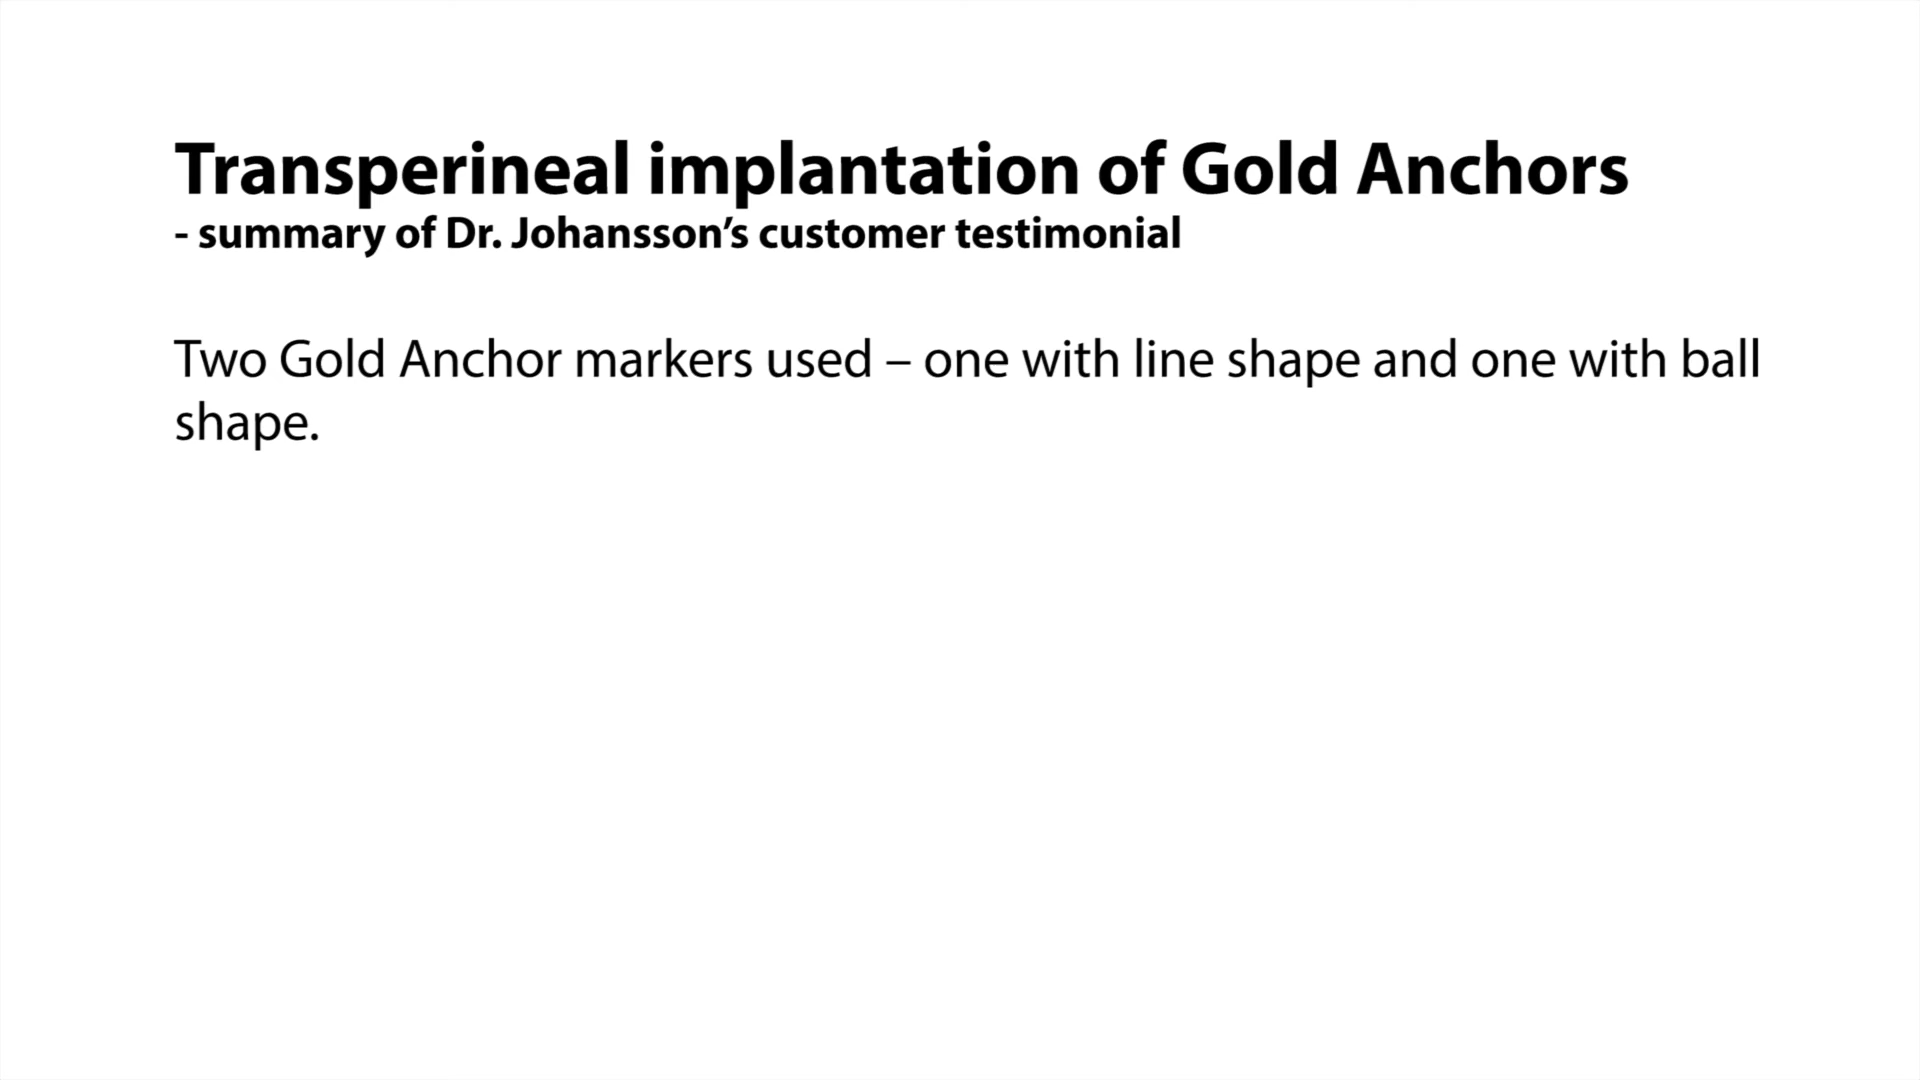 Transperineal implantation of Gold Anchors
- summary of Dr. Johansson’s customer testimonial
Two Gold Anchor markers used – one with line shape and one with ball
shape.